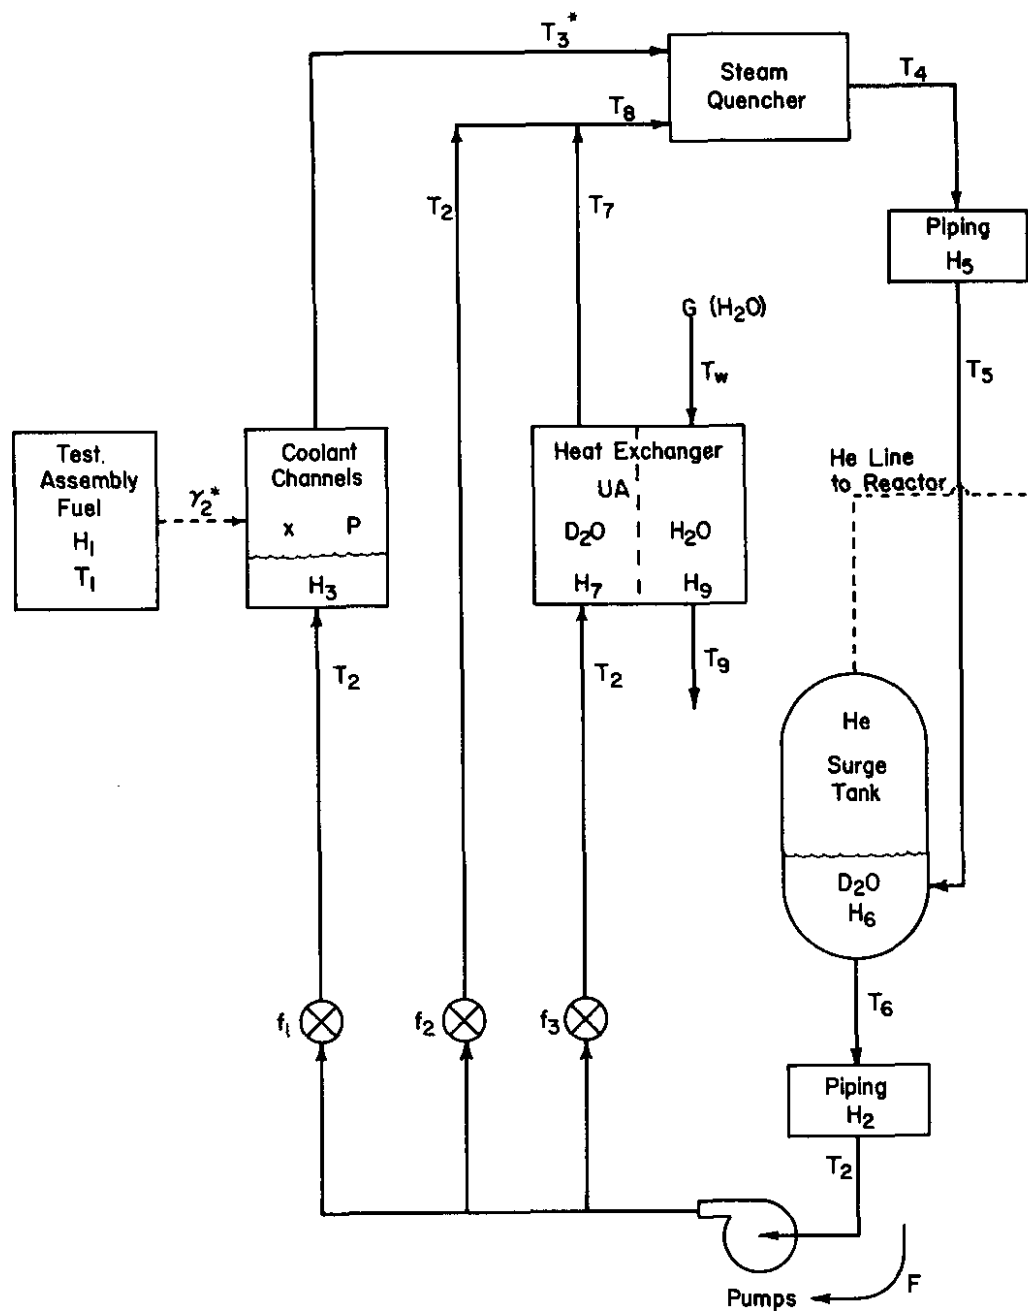 T3*
Steam
Quencher
T4
T8
T2
T7
Piping
H5
G (H2O)
Tw
T5
Test.
Assembly
Fuel
H1
T1
γ2*
Coolant
Channels
x P
H3
Heat Exchanger
UA
D2O H2O
H7 H9
He Line
to Reactor
T2
T2
T9
He
Surge
Tank
D2O
H6
T6
f1
f2
f3
Piping
H2
T2
Pumps
F